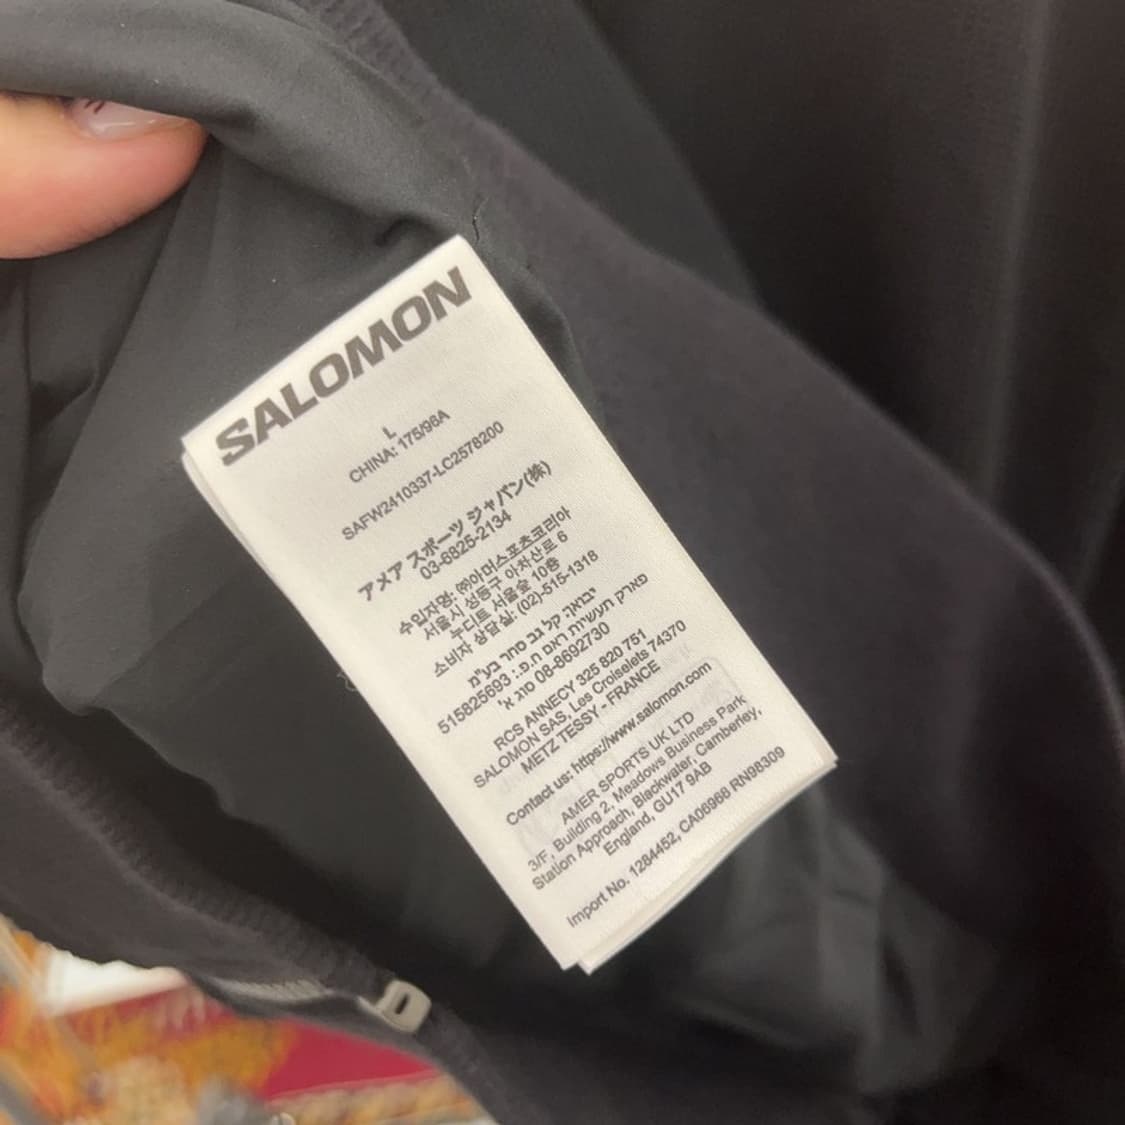 SALOMON
L
CHINA: 175/96A
SAFW2410337-LC2578200
アメア スポーツ ジャパン(株)
03-6825-2134
수입자명: ㈜아머스포츠코리아
서울시 성동구 아차산로 6
누디트 서울숲 10층
소비자 상담실: (02)-515-1318
יבואן: קל גב סחר בע"מ
פארק תעשיות ראם ח.פ.: 515825693
08-8692730 סוג א'
RCS ANNECY 325 820 751
SALOMON SAS, Les Croiselets 74370
METZ TESSY - FRANCE
Contact us: https://www.salomon.com
AMER SPORTS UK LTD
3/F, Building 2, Meadows Business Park
Station Approach, Blackwater, Camberley,
England, GU17 9AB
Import No. 1284452, CA06968 RN98309